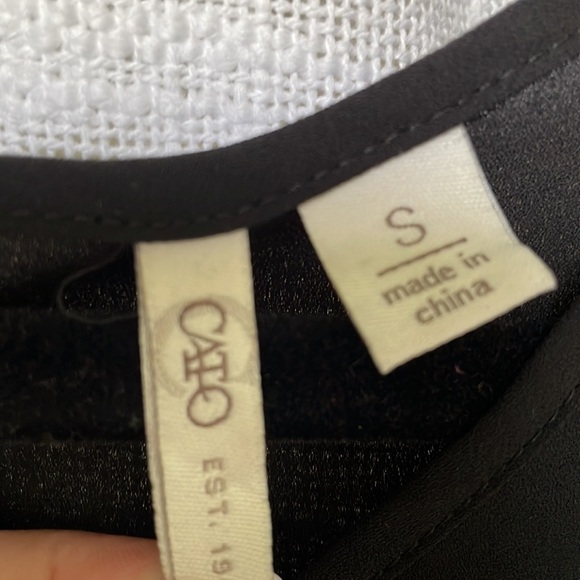 S
made in
china
CATO
EST. 19